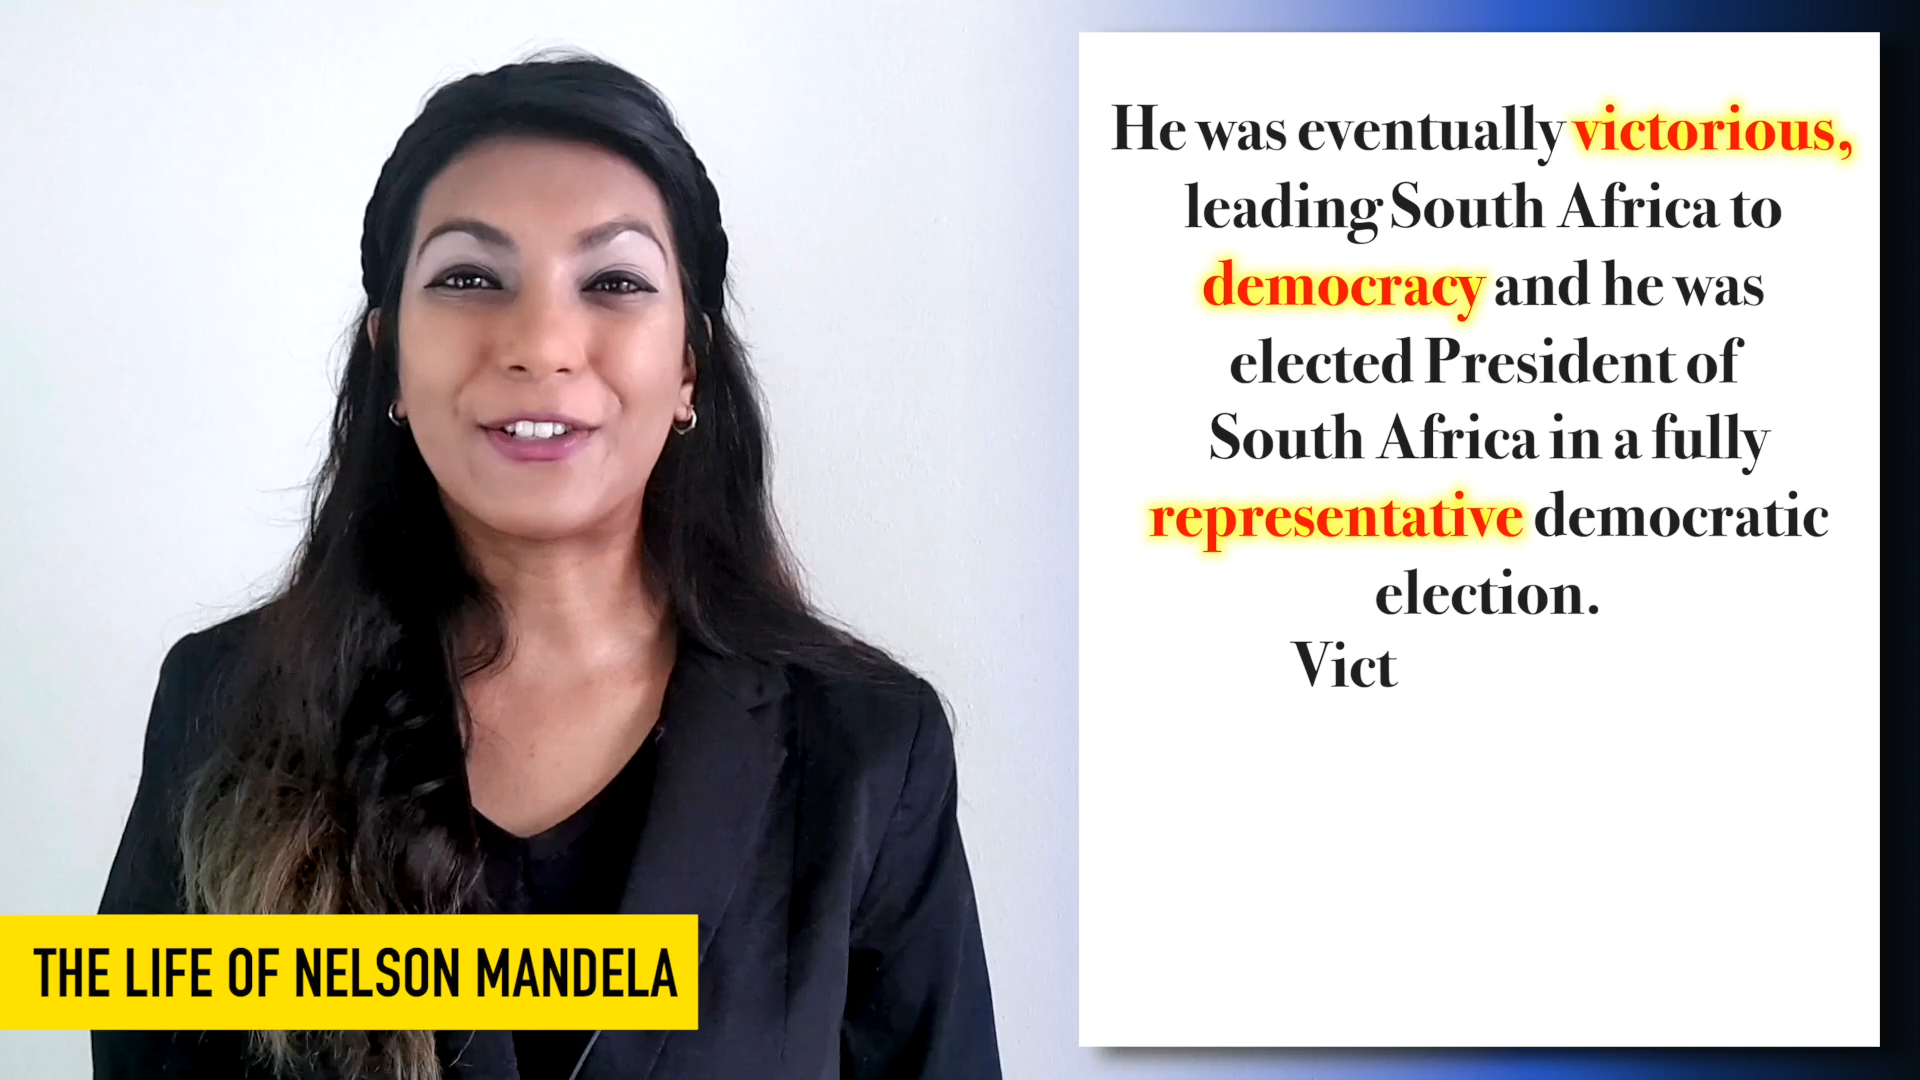 He was eventually victorious,
leading South Africa to
democracy and he was
elected President of
South Africa in a fully
representative democratic
election.
Vict
THE LIFE OF NELSON MANDELA